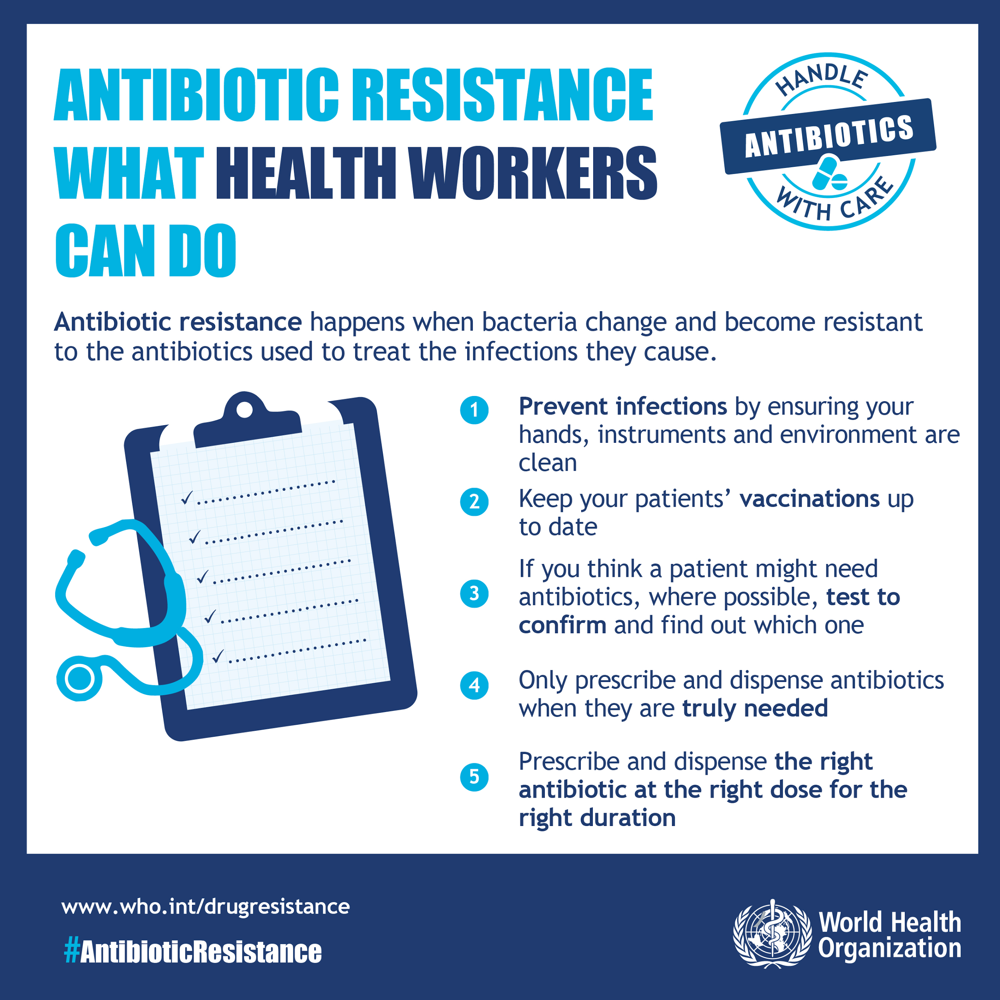 ANTIBIOTIC RESISTANCE
WHAT HEALTH WORKERS
CAN DO
HANDLE
ANTIBIOTICS
WITH CARE
Antibiotic resistance happens when bacteria change and become resistant
to the antibiotics used to treat the infections they cause.
1 Prevent infections by ensuring your
hands, instruments and environment are
clean
2 Keep your patients’ vaccinations up
to date
If you think a patient might need
3 antibiotics, where possible, test to
confirm and find out which one
4 Only prescribe and dispense antibiotics
when they are truly needed
5 Prescribe and dispense the right
antibiotic at the right dose for the
right duration
www.who.int/drugresistance
#AntibioticResistance
World Health
Organization